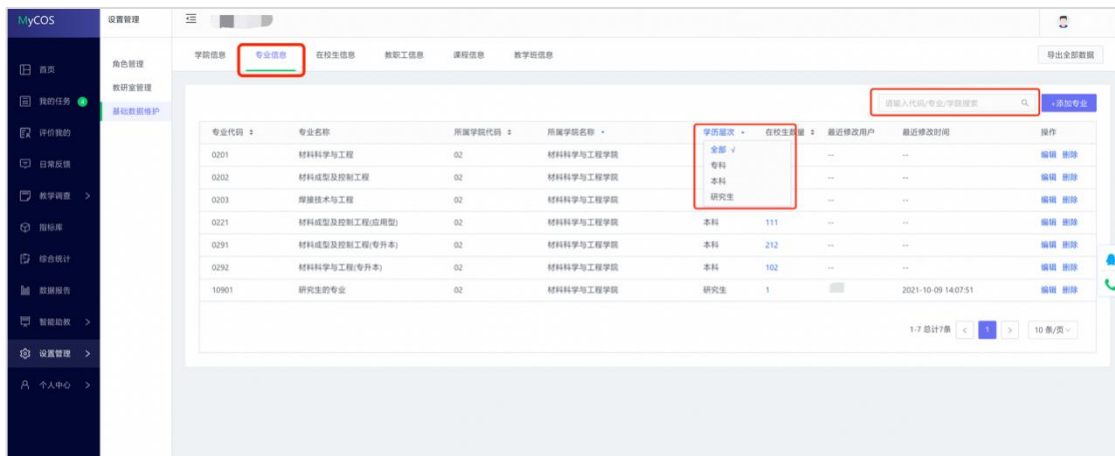 MyCOS
设置管理
首页
我的任务 4
评价我的
日常反馈
教学调查 >
指标库
综合统计
数据报告
智能助教 >
设置管理 >
个人中心 >
角色管理
教研室管理
基础数据维护
学院信息 专业信息 在校生信息 教职工信息 课程信息 教学班信息 导出全部数据
请输入代码/专业/学院搜索 +添加专业
专业代码 专业名称 所属学院代码 所属学院名称 学历层次 在校生数量 最近修改用户 最近修改时间 操作
0201 材料科学与工程 02 材料科学与工程学院 -- -- 编辑 删除
0202 材料成型及控制工程 02 材料科学与工程学院 -- -- 编辑 删除
0203 焊接技术与工程 02 材料科学与工程学院 -- -- 编辑 删除
全部 √
专科
本科
研究生
0221 材料成型及控制工程(应用型) 02 材料科学与工程学院 本科 111 -- -- 编辑 删除
0291 材料成型及控制工程(专升本) 02 材料科学与工程学院 本科 212 -- -- 编辑 删除
0292 材料科学与工程(专升本) 02 材料科学与工程学院 本科 102 -- -- 编辑 删除
10901 研究生的专业 02 材料科学与工程学院 研究生 1 2021-10-09 14:07:51 编辑 删除
1-7 总计7条 < 1 > 10 条/页